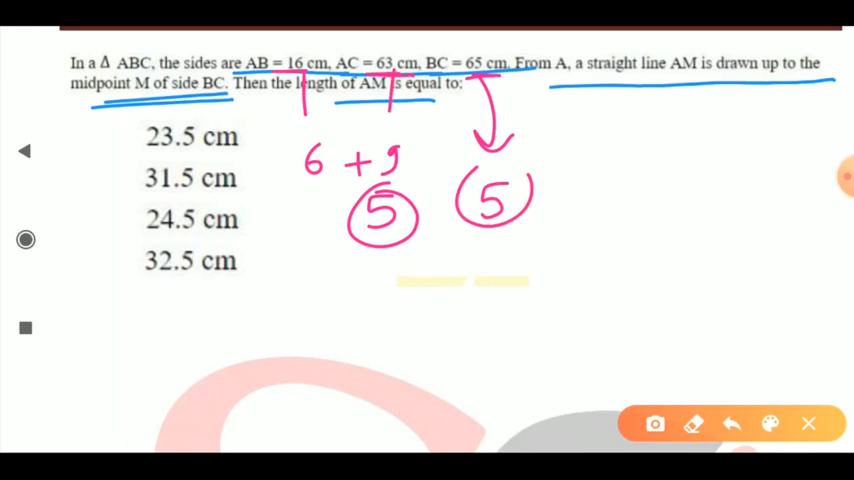 In a Δ ABC, the sides are AB = 16 cm, AC = 63 cm, BC = 65 cm. From A, a straight line AM is drawn up to the
midpoint M of side BC. Then the length of AM is equal to:
23.5 cm
31.5 cm
24.5 cm
32.5 cm
6 + 9
5 5